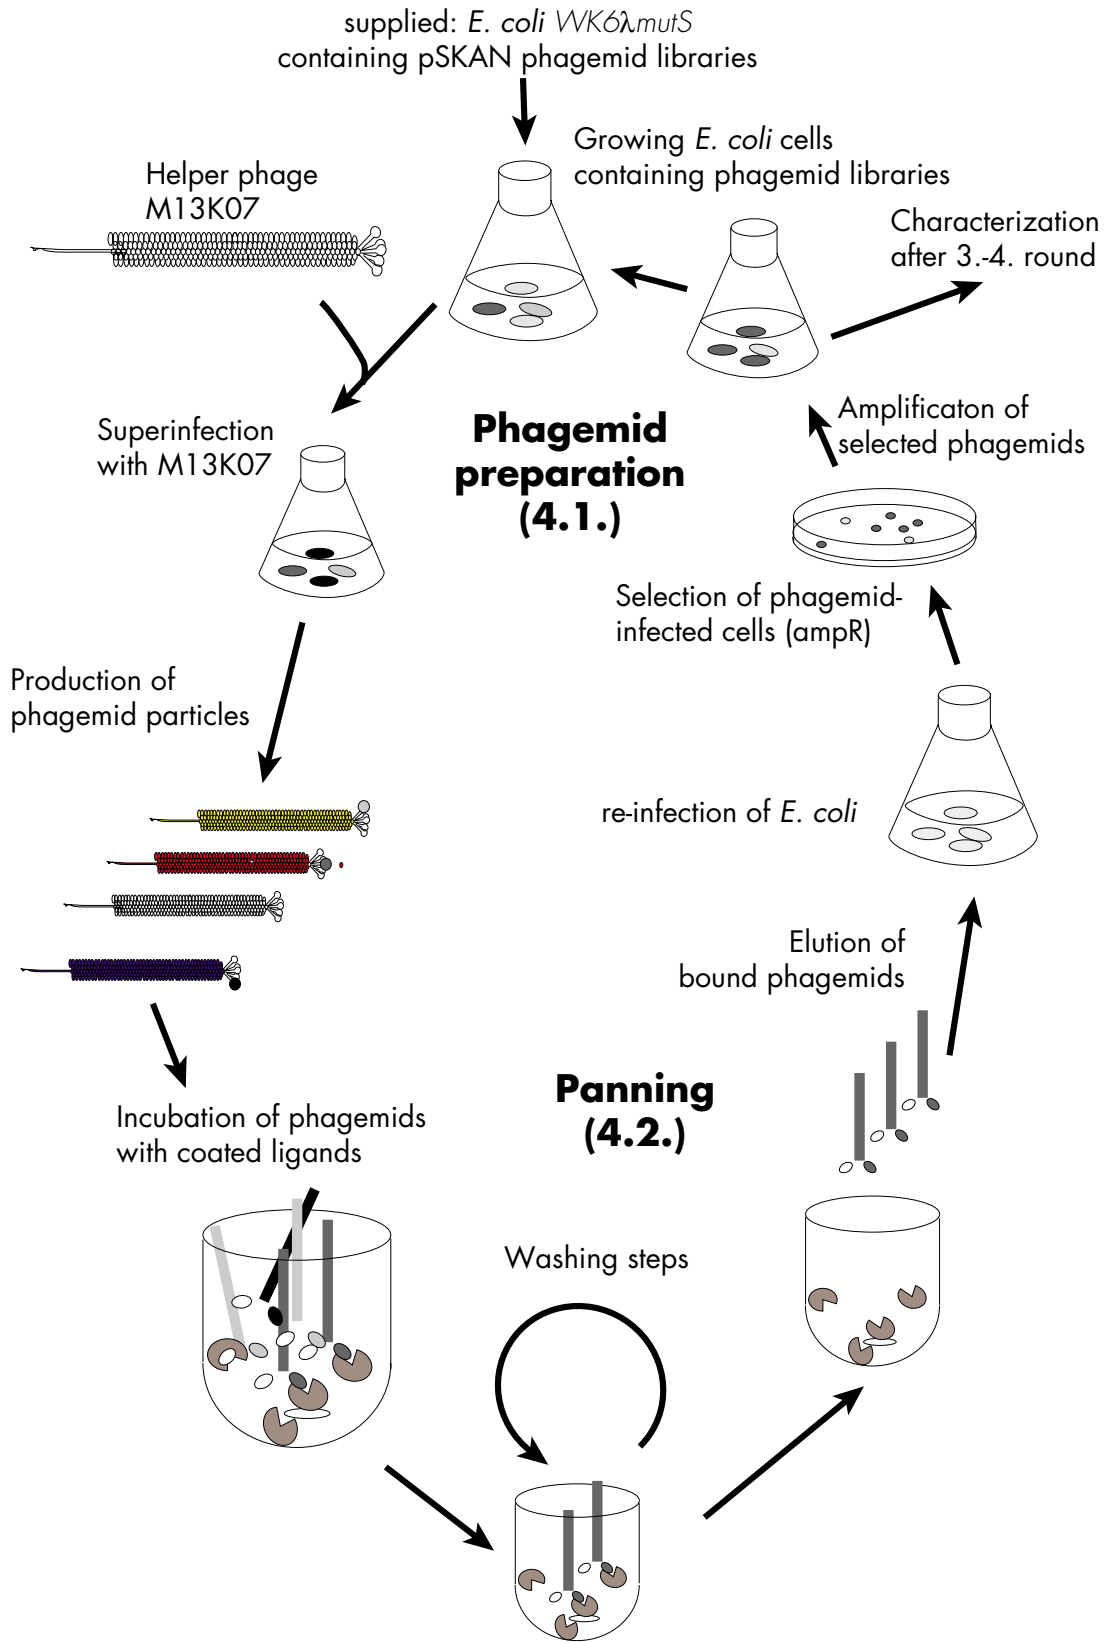 supplied: E. coli WK6λmutS
containing pSKAN phagemid libraries
Growing E. coli cells
containing phagemid libraries
Helper phage
M13K07
Characterization
after 3.-4. round
Superinfection
with M13K07
Phagemid
preparation
(4.1.)
Amplificaton of
selected phagemids
Selection of phagemid-
infected cells (ampR)
Production of
phagemid particles
re-infection of E. coli
Elution of
bound phagemids
Panning
(4.2.)
Incubation of phagemids
with coated ligands
Washing steps